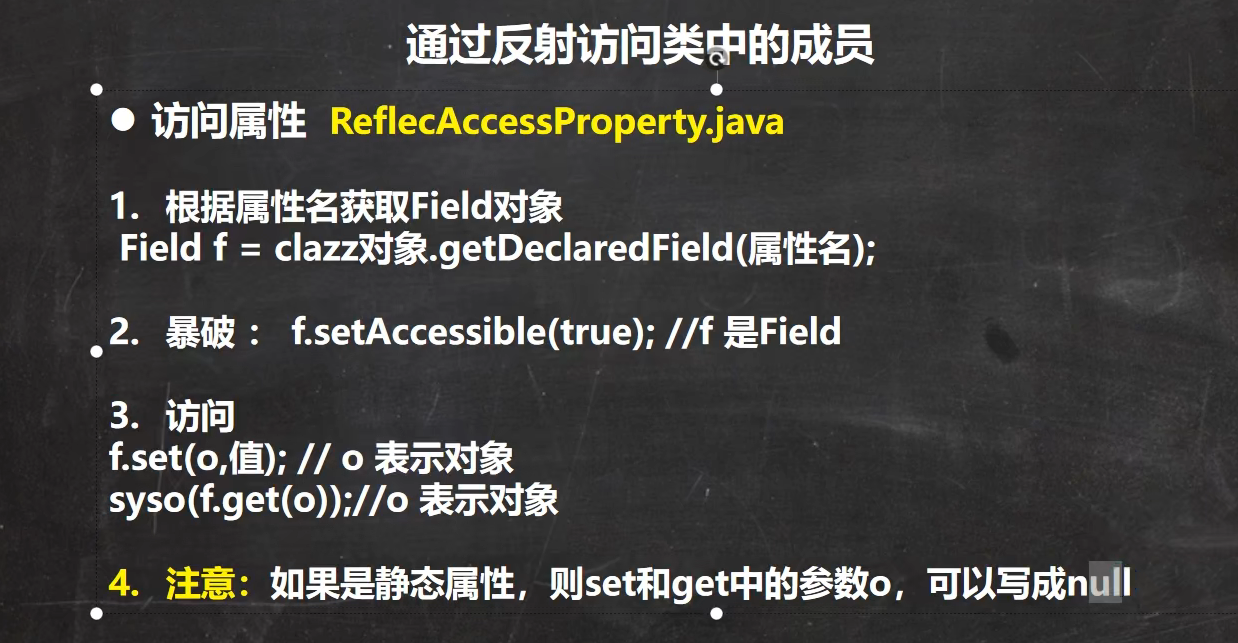 通过反射访问类中的成员
● 访问属性 ReflecAccessProperty.java
1. 根据属性名获取Field对象
Field f = clazz对象.getDeclaredField(属性名);
2. 暴破 ： f.setAccessible(true); //f 是Field
3. 访问
f.set(o,值); // o 表示对象
syso(f.get(o));//o 表示对象
4. 注意：如果是静态属性，则set和get中的参数o，可以写成null